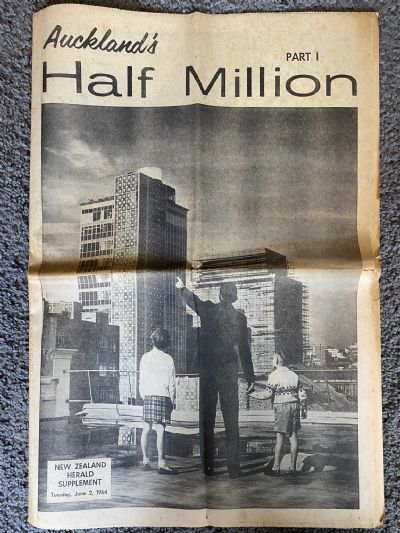 Auckland's
PART I
Half Million
NEW ZEALAND
HERALD
SUPPLEMENT
Tuesday, June 2, 1964